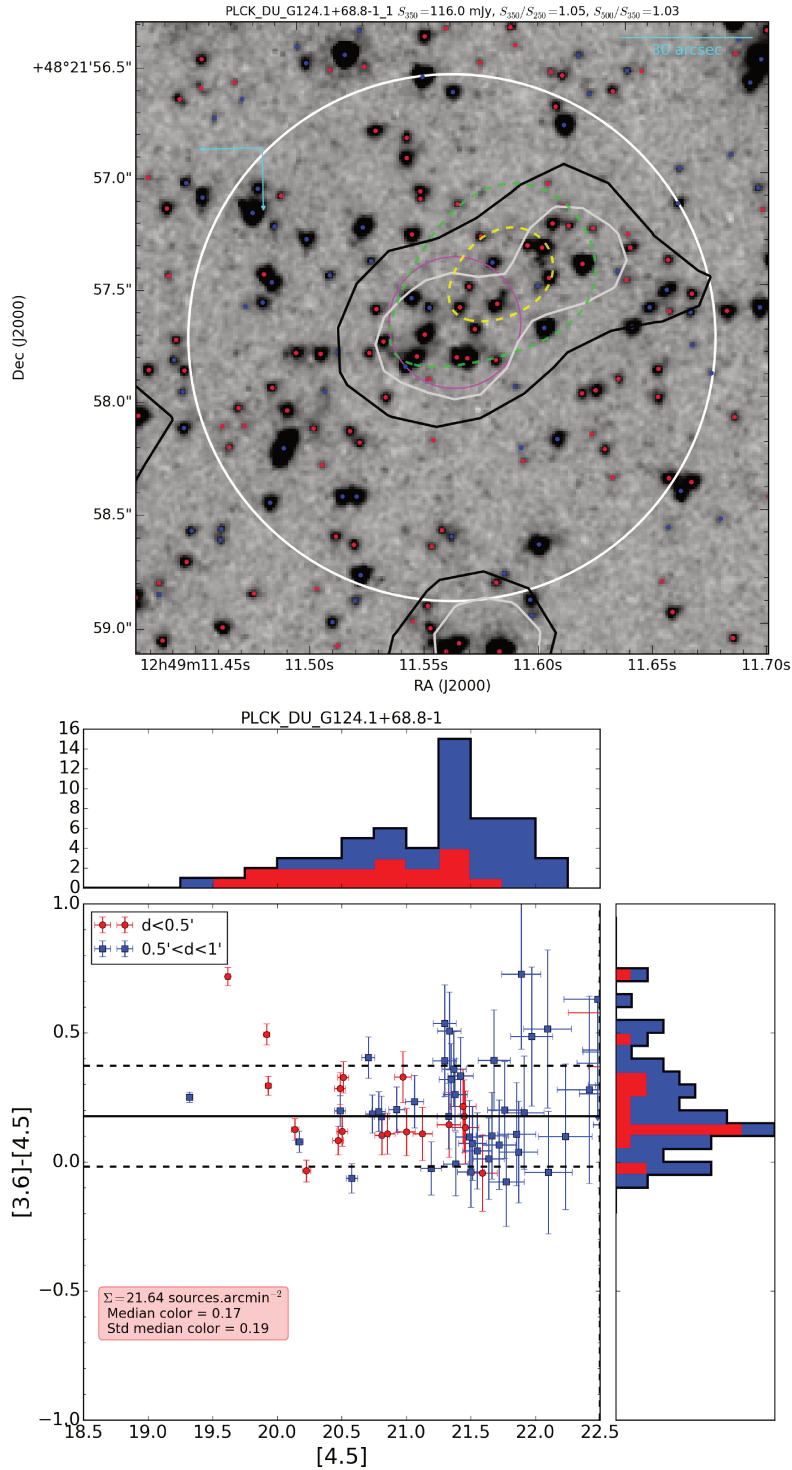 PLCK_DU_G124.1+68.8-1_1 S350=116.0 mJy, S350/S250=1.05, S500/S350=1.03
30 arcsec
+48°21'56.5"
57.0"
57.5"
58.0"
58.5"
59.0"
Dec (J2000)
12h49m11.45s 11.50s 11.55s 11.60s 11.65s 11.70s
RA (J2000)
PLCK_DU_G124.1+68.8-1
16
14
12
10
8
6
4
2
0
1.0
d<0.5'
0.5'<d<1'
0.5
0.0
[3.6]-[4.5]
−0.5
Σ=21.64 sources.arcmin−2
Median color = 0.17
Std median color = 0.19
−1.0
18.5 19.0 19.5 20.0 20.5 21.0 21.5 22.0 22.5
[4.5]